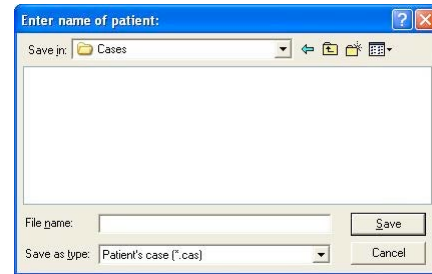 Enter name of patient:
Save in: Cases
File name: Save
Save as type: Patient's case (*.cas) Cancel